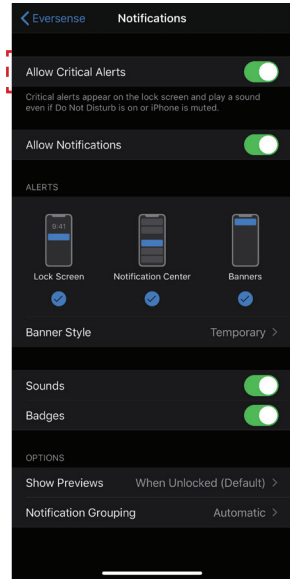 Eversense Notifications
Allow Critical Alerts
Critical alerts appear on the lock screen and play a sound
even if Do Not Disturb is on or iPhone is muted.
Allow Notifications
ALERTS
9:41
Lock Screen Notification Center Banners
Banner Style Temporary
Sounds
Badges
OPTIONS
Show Previews When Unlocked (Default)
Notification Grouping Automatic